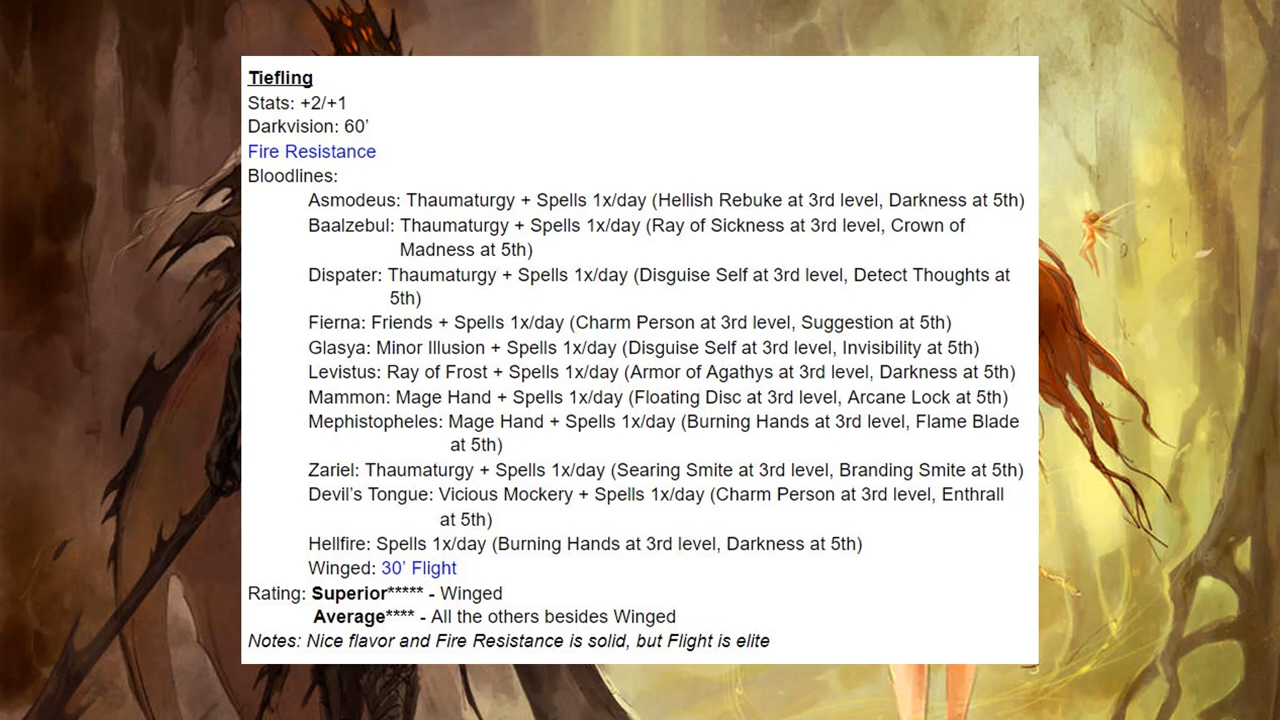 Tiefling
Stats: +2/+1
Darkvision: 60’
Fire Resistance
Bloodlines:
Asmodeus: Thaumaturgy + Spells 1x/day (Hellish Rebuke at 3rd level, Darkness at 5th)
Baalzebul: Thaumaturgy + Spells 1x/day (Ray of Sickness at 3rd level, Crown of
Madness at 5th)
Dispater: Thaumaturgy + Spells 1x/day (Disguise Self at 3rd level, Detect Thoughts at
5th)
Fierna: Friends + Spells 1x/day (Charm Person at 3rd level, Suggestion at 5th)
Glasya: Minor Illusion + Spells 1x/day (Disguise Self at 3rd level, Invisibility at 5th)
Levistus: Ray of Frost + Spells 1x/day (Armor of Agathys at 3rd level, Darkness at 5th)
Mammon: Mage Hand + Spells 1x/day (Floating Disc at 3rd level, Arcane Lock at 5th)
Mephistopheles: Mage Hand + Spells 1x/day (Burning Hands at 3rd level, Flame Blade
at 5th)
Zariel: Thaumaturgy + Spells 1x/day (Searing Smite at 3rd level, Branding Smite at 5th)
Devil’s Tongue: Vicious Mockery + Spells 1x/day (Charm Person at 3rd level, Enthrall
at 5th)
Hellfire: Spells 1x/day (Burning Hands at 3rd level, Darkness at 5th)
Winged: 30’ Flight
Rating: Superior***** - Winged
Average**** - All the others besides Winged
Notes: Nice flavor and Fire Resistance is solid, but Flight is elite